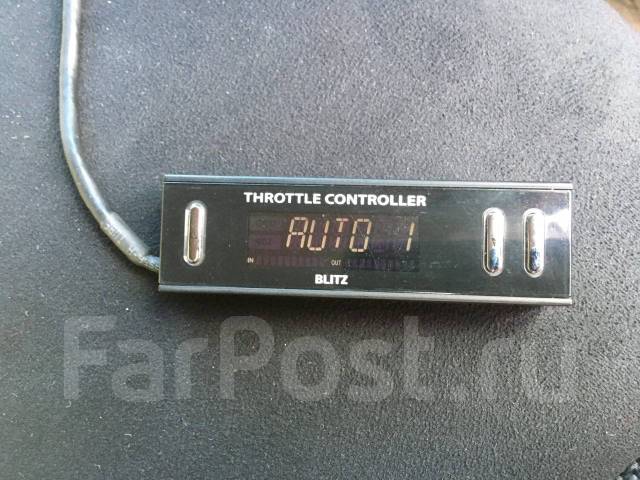 THROTTLE CONTROLLER
AUTO 1
IN OUT
BLITZ
FarPost.ru